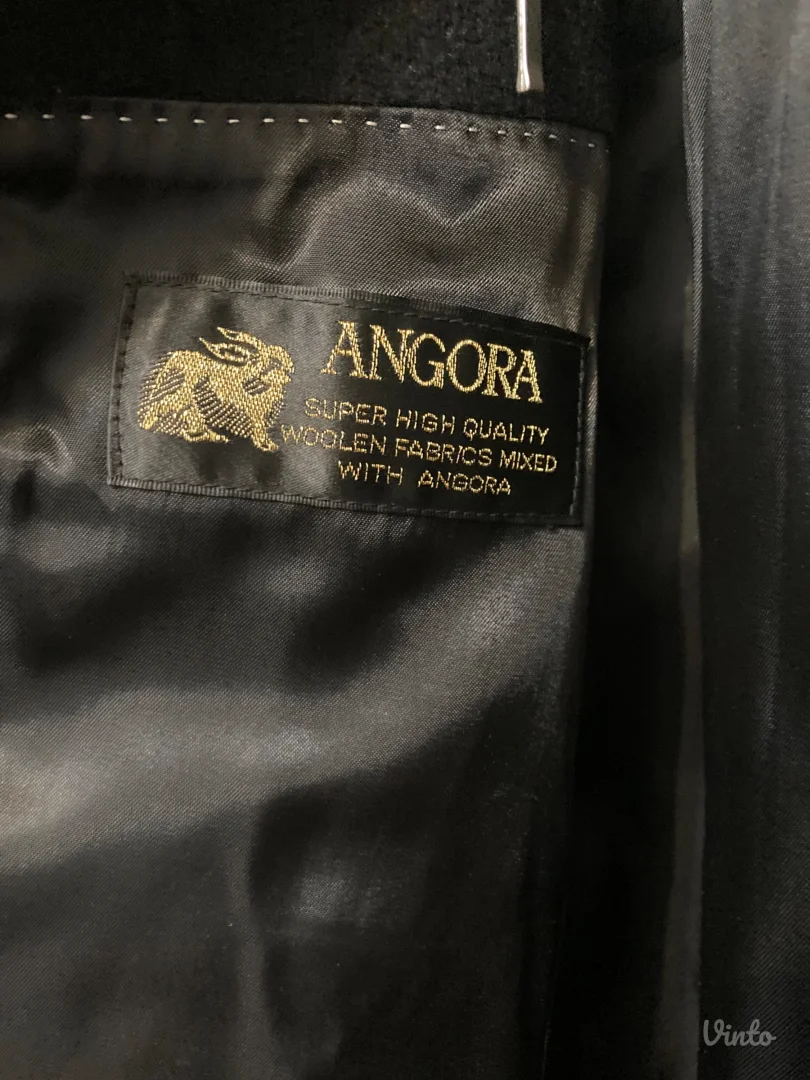 ANGORA
SUPER HIGH QUALITY
WOOLEN FABRICS MIXED
WITH ANGORA
Vinto